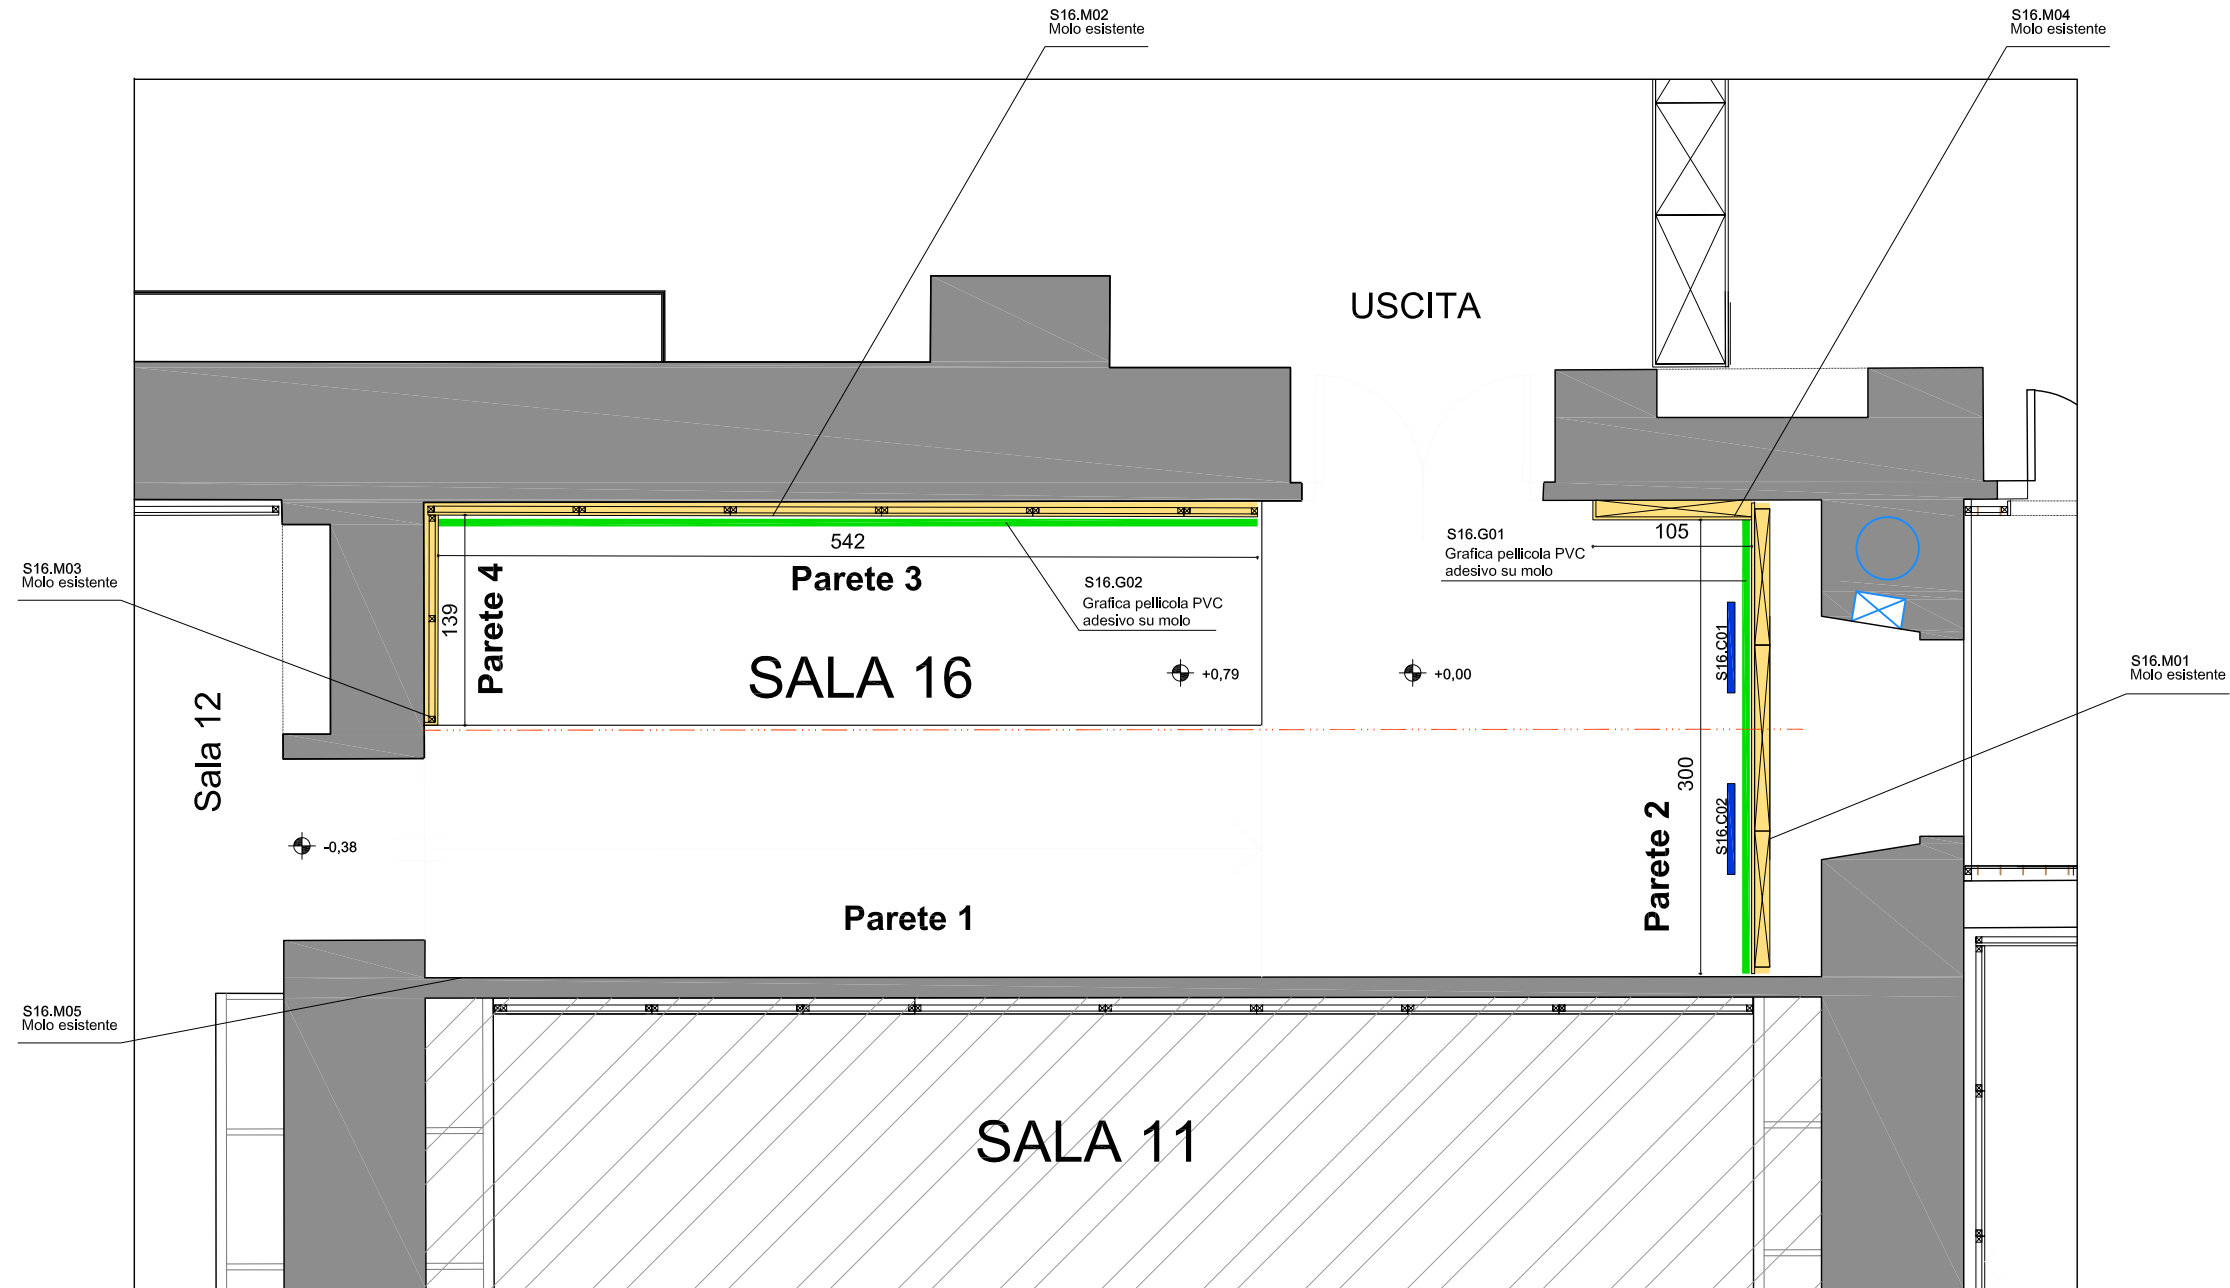 S16.M02
Molo esistente
S16.M04
Molo esistente
USCITA
542
Parete 3
S16.G02
Grafica pellicola PVC
adesivo su molo
S16.G01
Grafica pellicola PVC
adesivo su molo
105
S16.M03
Molo esistente
139
Parete 4
SALA 16
+0,79
+0,00
S16.C01
S16.M01
Molo esistente
Sala 12
300
-0,38
S16.C02
Parete 2
Parete 1
S16.M05
Molo esistente
SALA 11